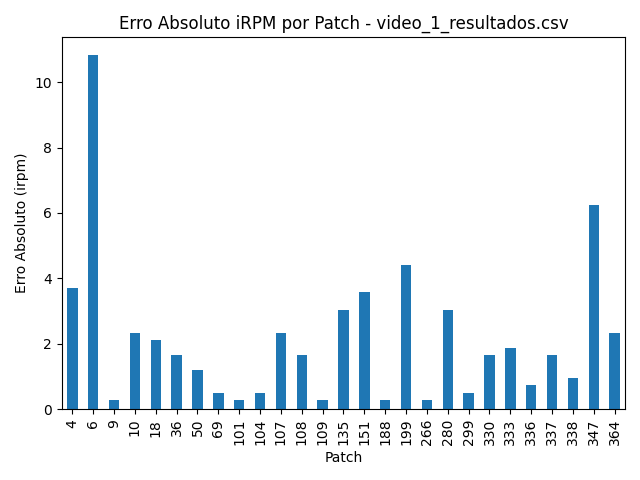 Erro Absoluto iRPM por Patch - video_1_resultados.csv
Erro Absoluto (irpm)
10
8
6
4
2
0
4 6 9 10 18 36 50 69 101 104 107 108 109 135 151 188 199 266 280 299 330 333 336 337 338 347 364
Patch